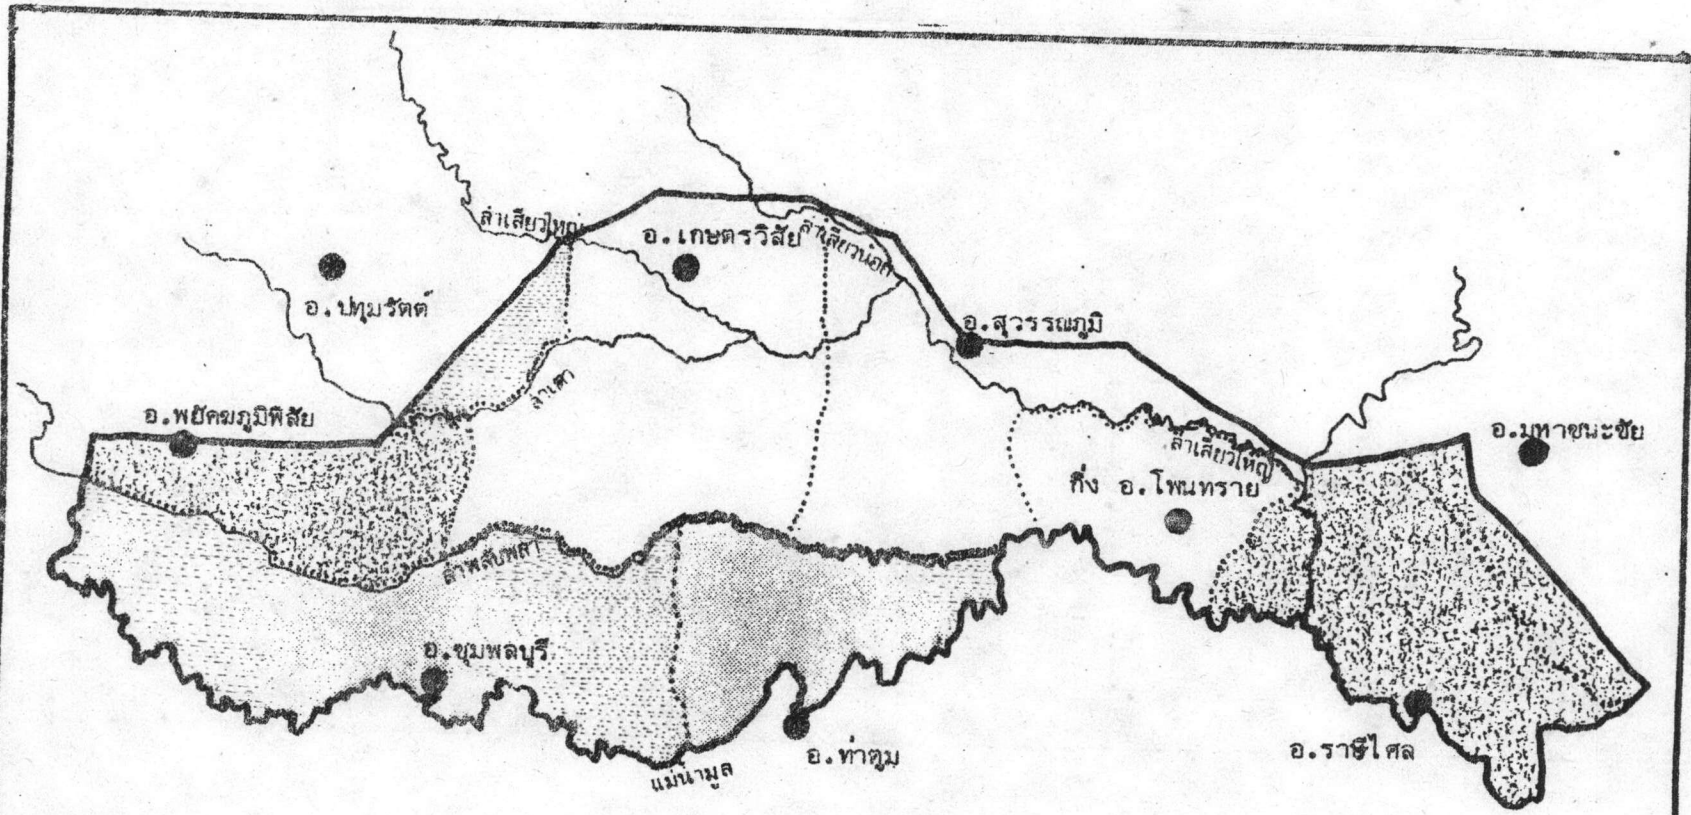 ลำเสียวใหญ่
อ.เกษตรวิสัย
ลำเสียวน้อย
อ.ปทุมรัตต์
อ.สุวรรณภูมิ
ลำเตา
อ.พยัคฆภูมิพิสัย
อ.มหาชนะชัย
ลำเสียวใหญ่
กิ่ง อ.โพนทราย
ลำพลับพลา
อ.ชุมพลบุรี
อ.ท่าตูม
อ.ราษีไศล
แม่น้ำมูล